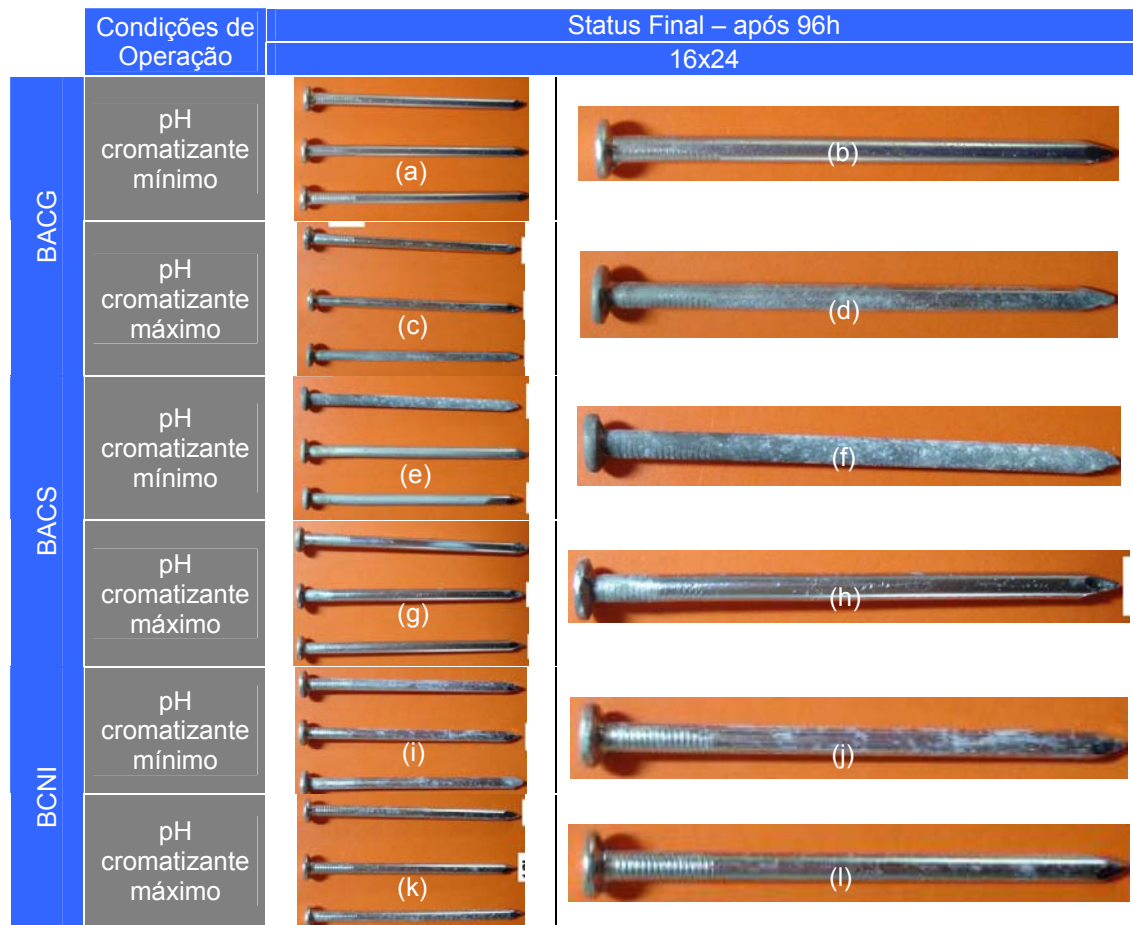 Condições de
Operação
Status Final – após 96h
16x24
BACG
pH
cromatizante
mínimo
(a)
(b)
pH
cromatizante
máximo
(c)
(d)
BACS
pH
cromatizante
mínimo
(e)
(f)
pH
cromatizante
máximo
(g)
(h)
BCNI
pH
cromatizante
mínimo
(i)
(j)
pH
cromatizante
máximo
(k)
(l)